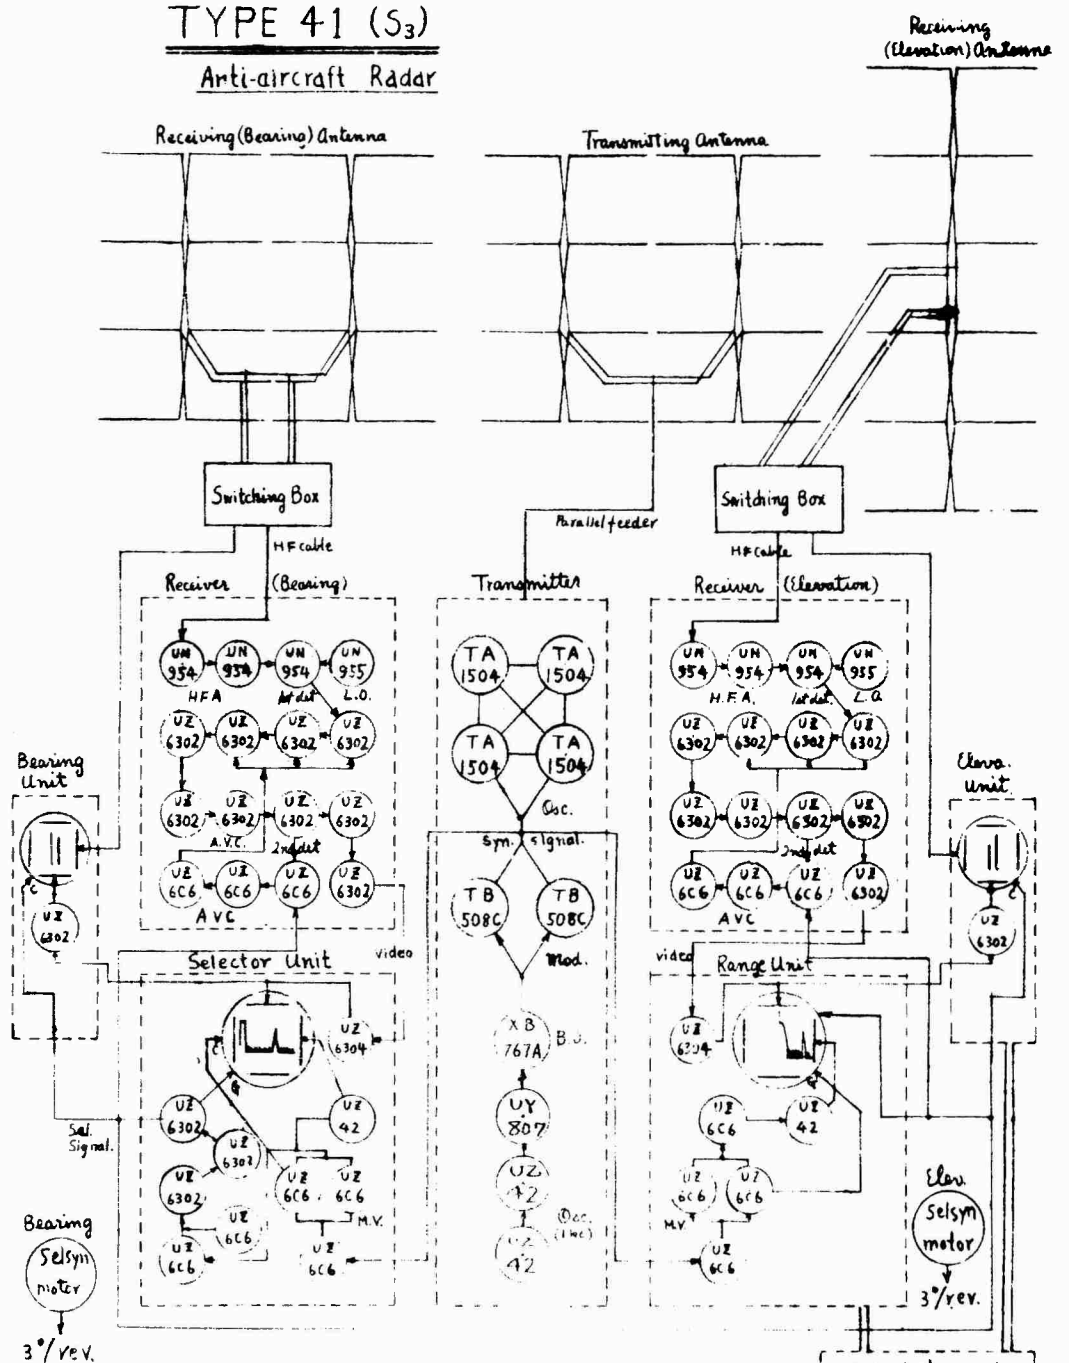 TYPE 41 (S3)
Anti-aircraft Radar
Receiving
(Elevation) Antenna
Receiving (Bearing) Antenna
Transmitting Antenna
Switching Box
Switching Box
Parallel feeder
HF cable
HF cable
Receiver (Bearing)
Transmitter
Receiver (Elevation)
UN
954
UN
954
UN
954
UN
955
HFA
1st det
L.O.
UZ
6302
UZ
6302
UZ
6302
UZ
6302
UZ
6302
UZ
6302
UZ
6302
UZ
6302
A.V.C.
2nd det
UZ
6C6
UZ
6C6
UZ
6C6
UZ
6302
AVC
TA
1504
TA
1504
TA
1504
TA
1504
Osc.
Syn. signal.
TB
508C
TB
508C
Mod.
XB
767A
UY
807
UZ
42
UZ
42
Osc.
UN
954
UN
954
UN
954
UN
955
H.F.A.
1st det.
L.O.
UZ
6302
UZ
6302
UZ
6302
UZ
6302
UZ
6302
UZ
6302
UZ
6302
UZ
6302
2nd det
UZ
6C6
UZ
6C6
UZ
6C6
UZ
6302
AVC
Bearing
Unit
C
UZ
6302
Eleva.
Unit.
C
UZ
6302
Selector Unit
video
C
G
UZ
6304
UZ
6302
UZ
42
UZ
6302
UZ
6302
UZ
6C6
UZ
6C6
UZ
6C6
M.V.
UZ
6C6
UZ
6C6
Sel.
Signal.
video
Range Unit
UZ
6304
G
UZ
6C6
UZ
42
UZ
6C6
UZ
6C6
M.V.
UZ
6C6
Bearing
Selsyn
motor
3°/rev.
Elev.
Selsyn
motor
3°/rev.